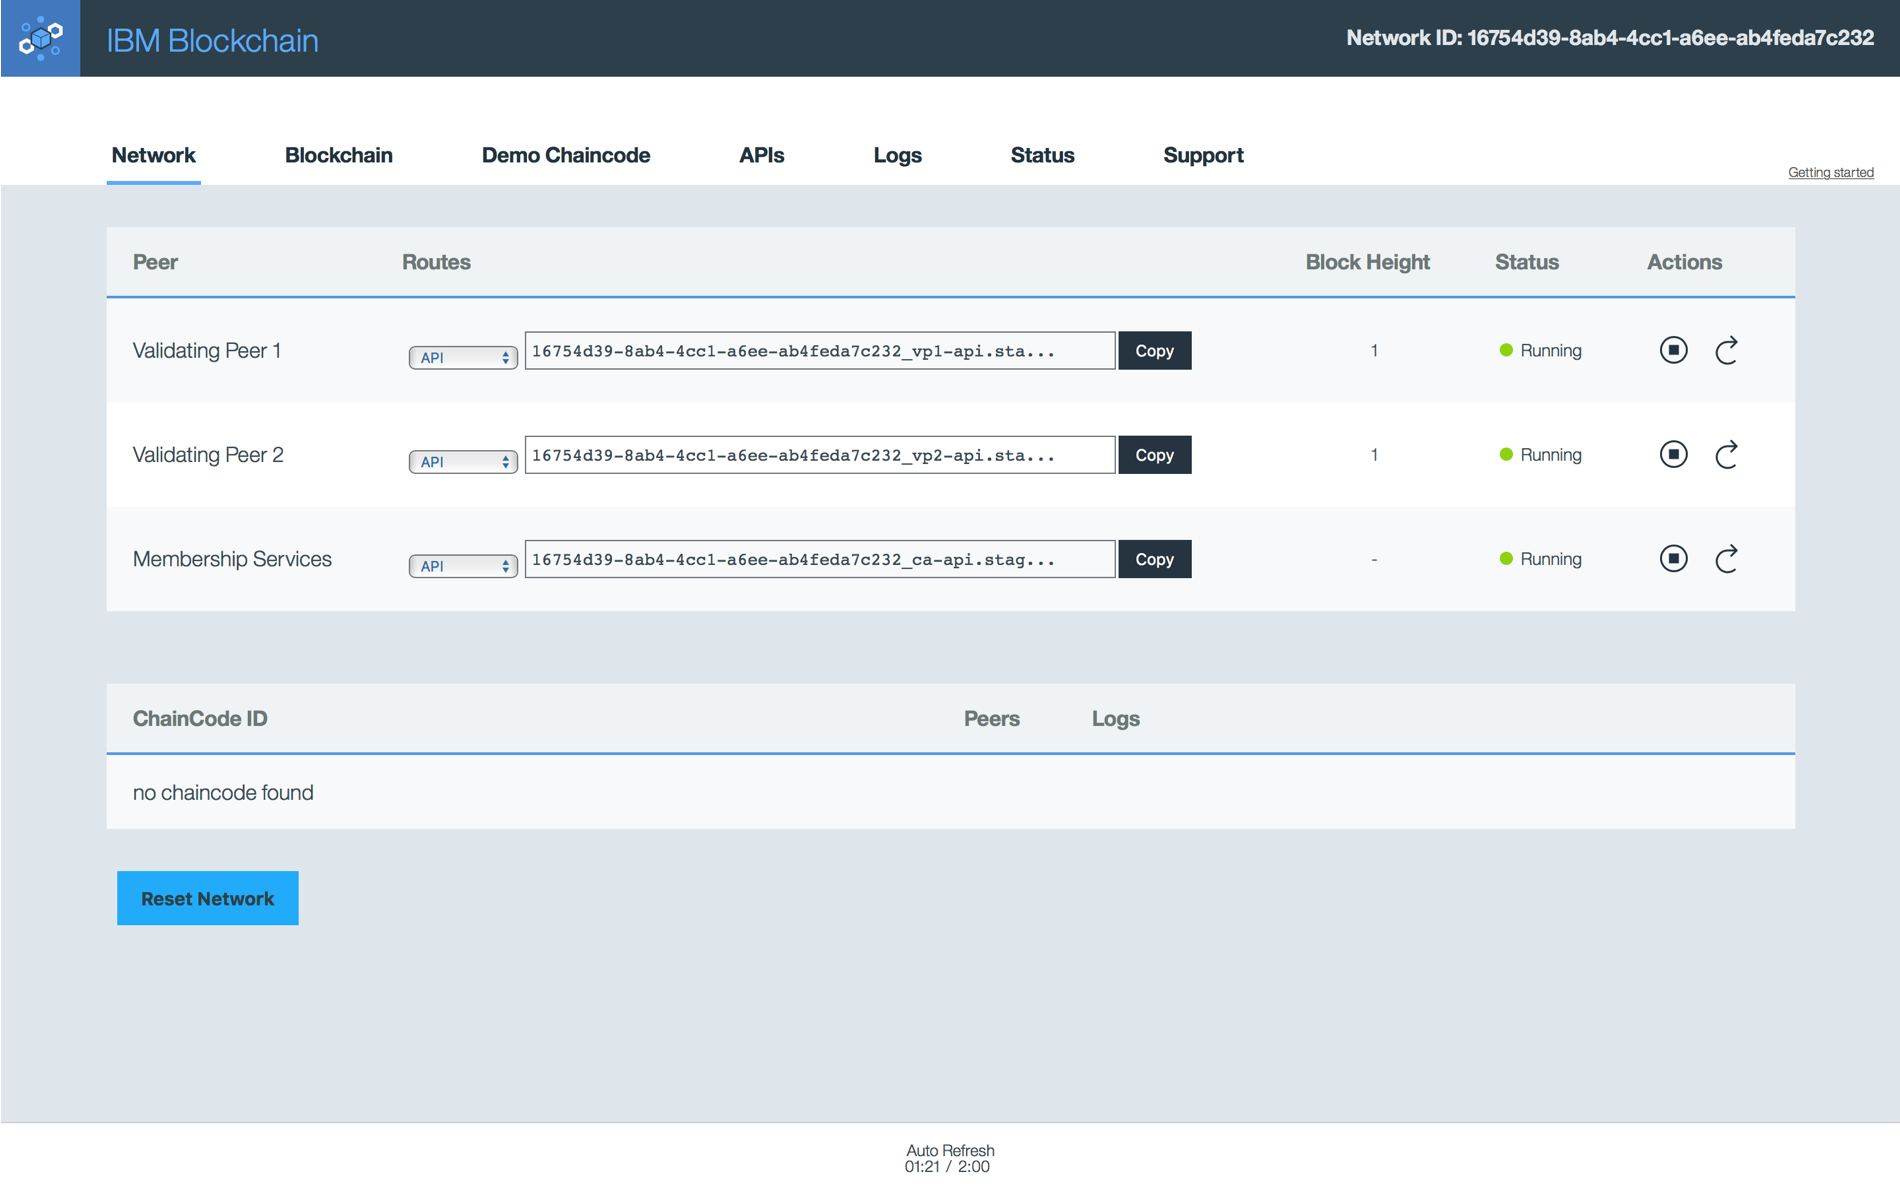 IBM Blockchain
Network ID: 16754d39-8ab4-4cc1-a6ee-ab4feda7c232
Network Blockchain Demo Chaincode APIs Logs Status Support
Getting started
Peer Routes Block Height Status Actions
Validating Peer 1 API 16754d39-8ab4-4cc1-a6ee-ab4feda7c232_vp1-api.sta... Copy 1 Running
Validating Peer 2 API 16754d39-8ab4-4cc1-a6ee-ab4feda7c232_vp2-api.sta... Copy 1 Running
Membership Services API 16754d39-8ab4-4cc1-a6ee-ab4feda7c232_ca-api.stag... Copy - Running
ChainCode ID Peers Logs
no chaincode found
Reset Network
Auto Refresh
01:21 / 2:00